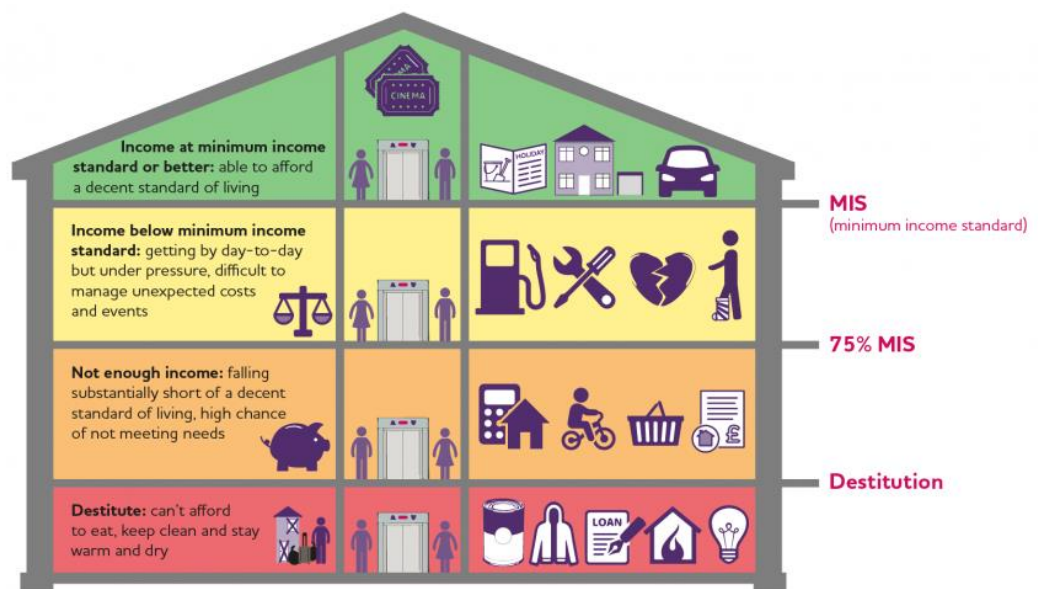 CINEMA
CINEMA
Income at minimum income
standard or better: able to afford
a decent standard of living
HOLIDAY
MIS
(minimum income standard)
Income below minimum income
standard: getting by day-to-day
but under pressure, difficult to
manage unexpected costs
and events
75% MIS
Not enough income: falling
substantially short of a decent
standard of living, high chance
of not meeting needs
£
Destitution
Destitute: can't afford
to eat, keep clean and stay
warm and dry
LOAN